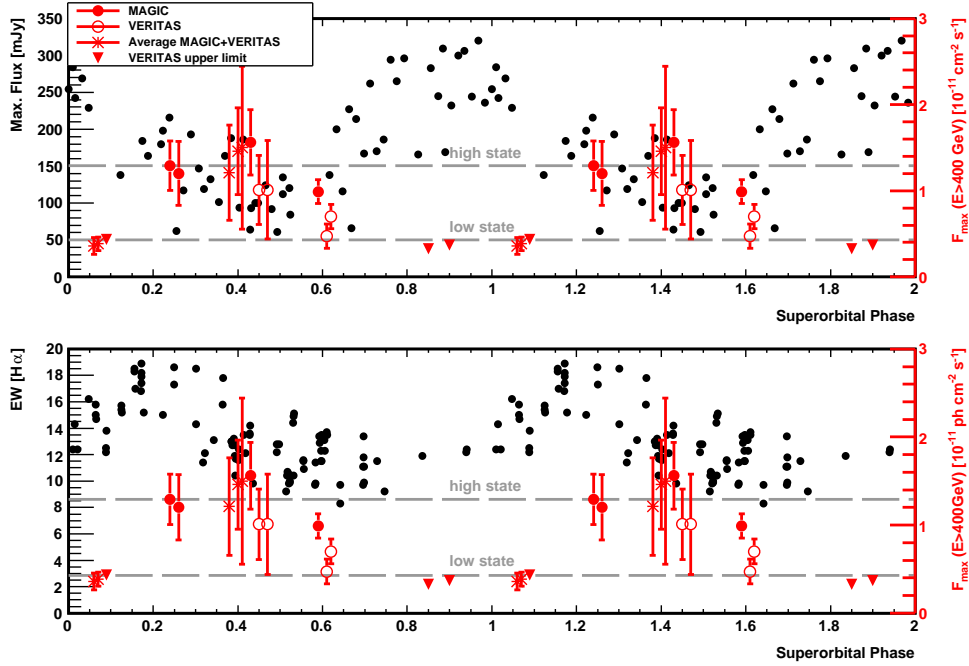 MAGIC
VERITAS
Average MAGIC+VERITAS
VERITAS upper limit
Max. Flux [mJy]
350
300
250
200
150
100
50
0
high state
low state
3
2
1
0
F_max (E>400 GeV) [10^-11 cm^-2 s^-1]
0 0.2 0.4 0.6 0.8 1 1.2 1.4 1.6 1.8 2
Superorbital Phase
EW [Hα]
20
18
16
14
12
10
8
6
4
2
0
high state
low state
3
2
1
0
F_max (E>400GeV) [10^-11 ph cm^-2 s^-1]
0 0.2 0.4 0.6 0.8 1 1.2 1.4 1.6 1.8 2
Superorbital Phase